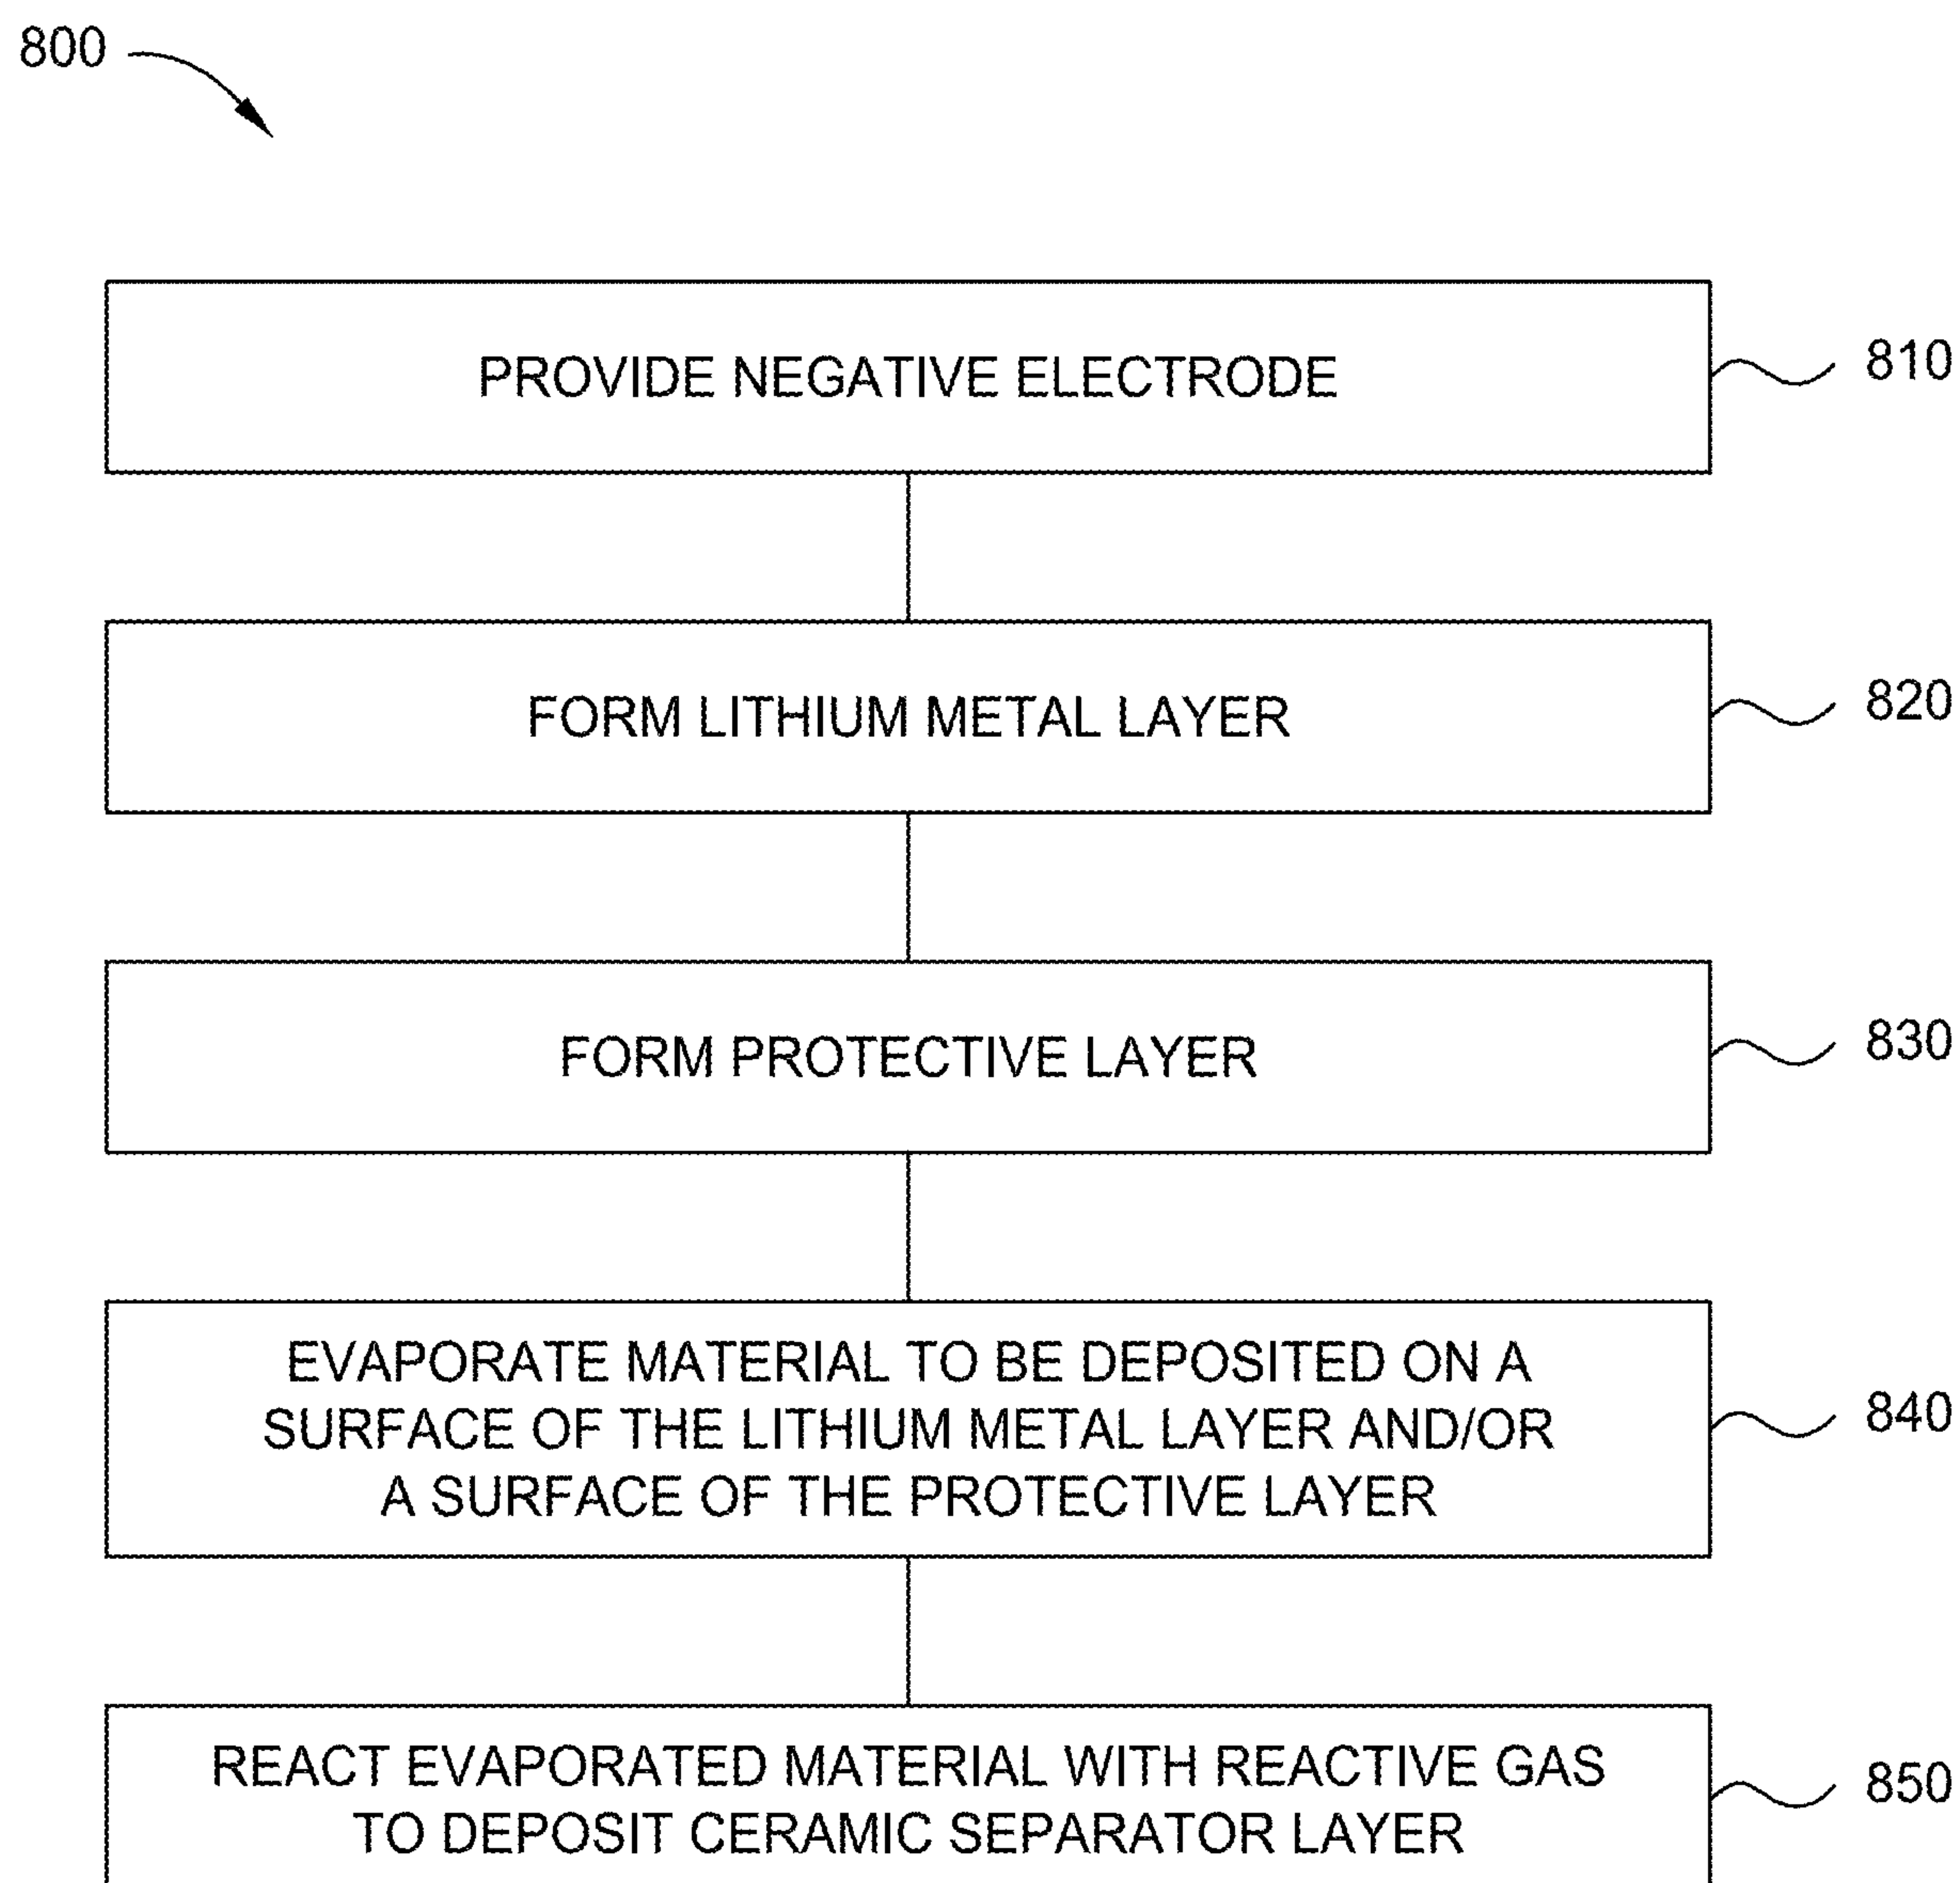 800
PROVIDE NEGATIVE ELECTRODE
810
FORM LITHIUM METAL LAYER
820
FORM PROTECTIVE LAYER
830
EVAPORATE MATERIAL TO BE DEPOSITED ON A
SURFACE OF THE LITHIUM METAL LAYER AND/OR
A SURFACE OF THE PROTECTIVE LAYER
840
REACT EVAPORATED MATERIAL WITH REACTIVE GAS
TO DEPOSIT CERAMIC SEPARATOR LAYER
850